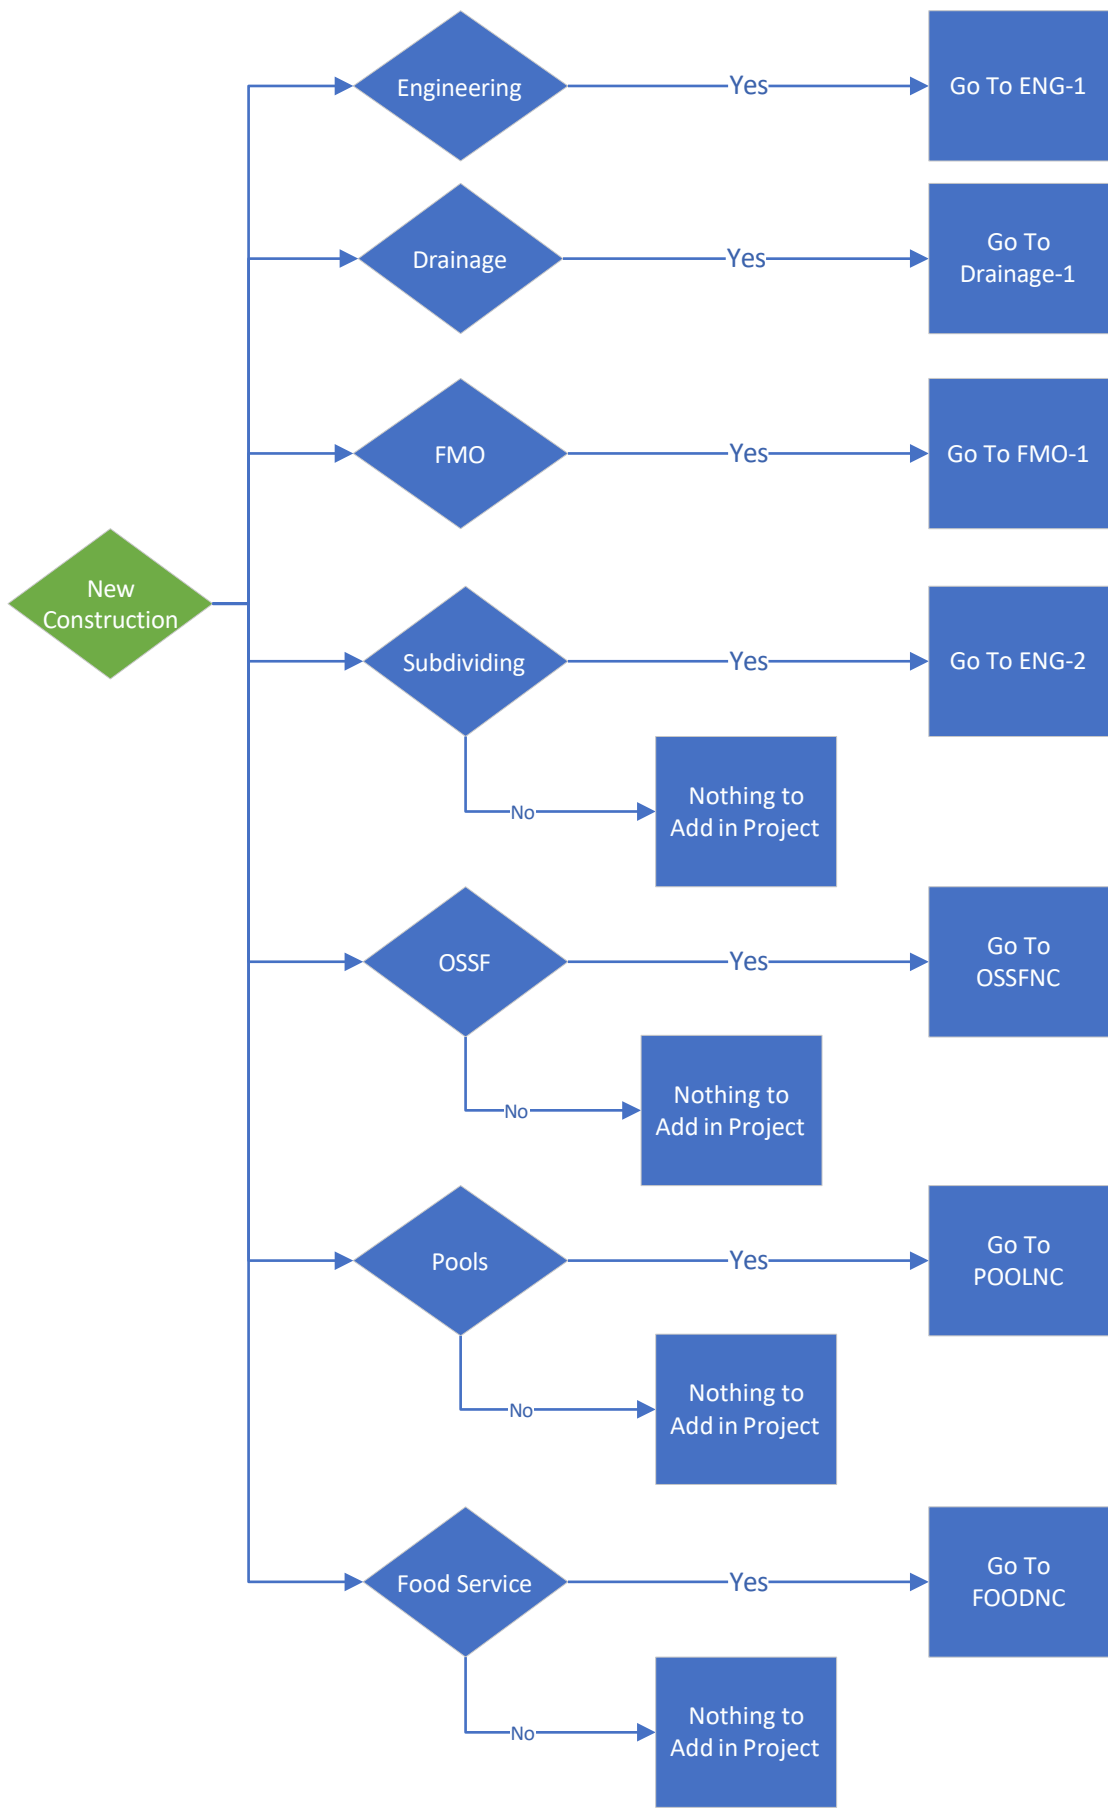 Engineering
Yes
Go To ENG-1
Drainage
Yes
Go To
Drainage-1
FMO
Yes
Go To FMO-1
New
Construction
Subdividing
Yes
Go To ENG-2
No
Nothing to
Add in Project
OSSF
Yes
Go To
OSSFNC
No
Nothing to
Add in Project
Pools
Yes
Go To
POOLNC
No
Nothing to
Add in Project
Food Service
Yes
Go To
FOODNC
No
Nothing to
Add in Project